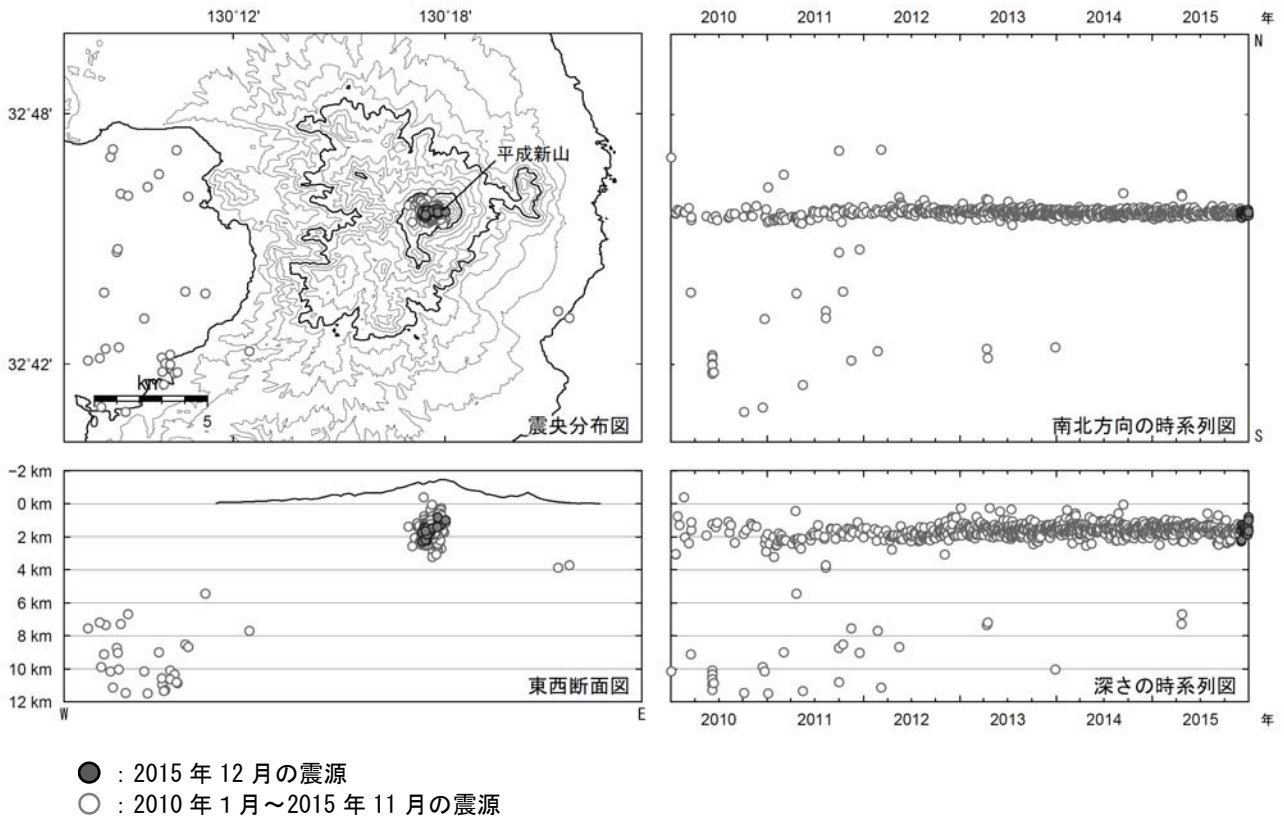 130°12' 130°18'
2010 2011 2012 2013 2014 2015 年
N
32°48'
平成新山
32°42'
km
5
震央分布図
南北方向の時系列図
S
-2 km
0 km
2 km
4 km
6 km
8 km
10 km
12 km
東西断面図
深さの時系列図
W E
2010 2011 2012 2013 2014 2015 年
：2015 年 12 月の震源
：2010 年 1 月～2015 年 11 月の震源